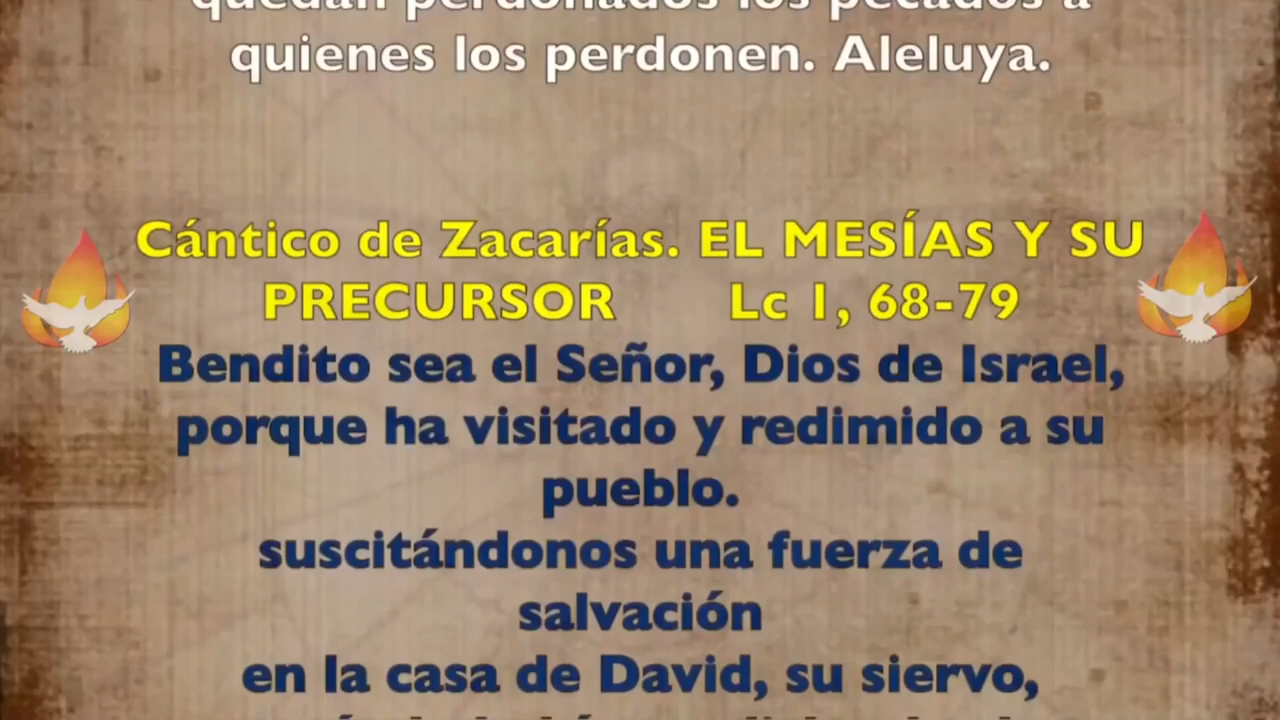 quedan perdonados los pecados a
quienes los perdonen. Aleluya.
Cántico de Zacarías. EL MESÍAS Y SU
PRECURSOR Lc 1, 68-79
Bendito sea el Señor, Dios de Israel,
porque ha visitado y redimido a su
pueblo.
suscitándonos una fuerza de
salvación
en la casa de David, su siervo,